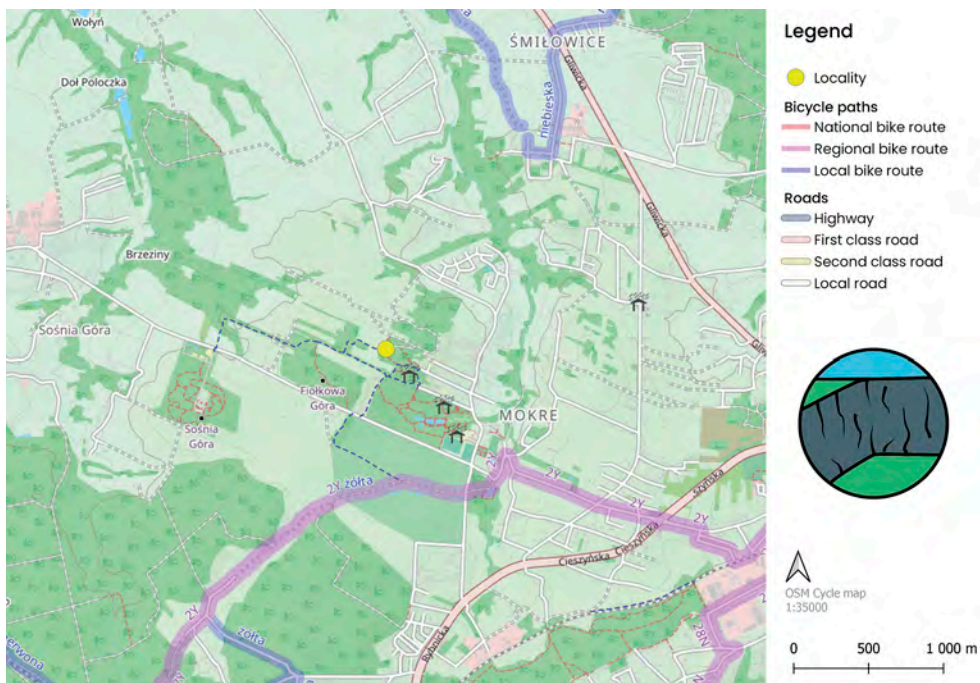 Wołyń
Doł Poloczka
Brzeziny
Sośnia Góra
Sośnia
Góra
Fiołkowa
Góra
MOKRE
ŚMIŁOWICE
niebieska
Gliwicka
Gliwicka
2Y
2Y
żółta
2Y
2Y
2Y
2Y
żółta
szyńska
Cieszyńska
Cieszyńska
Rybnicka
28N
Legend
Locality
Bicycle paths
National bike route
Regional bike route
Local bike route
Roads
Highway
First class road
Second class road
Local road
OSM Cycle map
1:35000
0 500 1 000 m